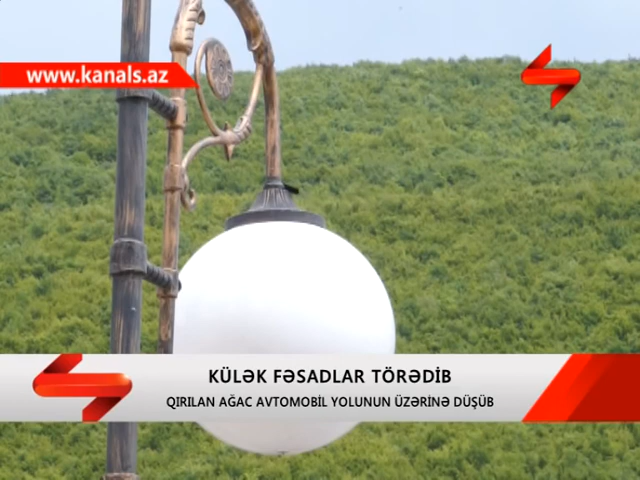 www.kanals.az
KÜLƏK FƏSADLAR TÖRƏDİB
QIRILAN AĞAC AVTOMOBİL YOLUNUN ÜZƏRİNƏ DÜŞÜB